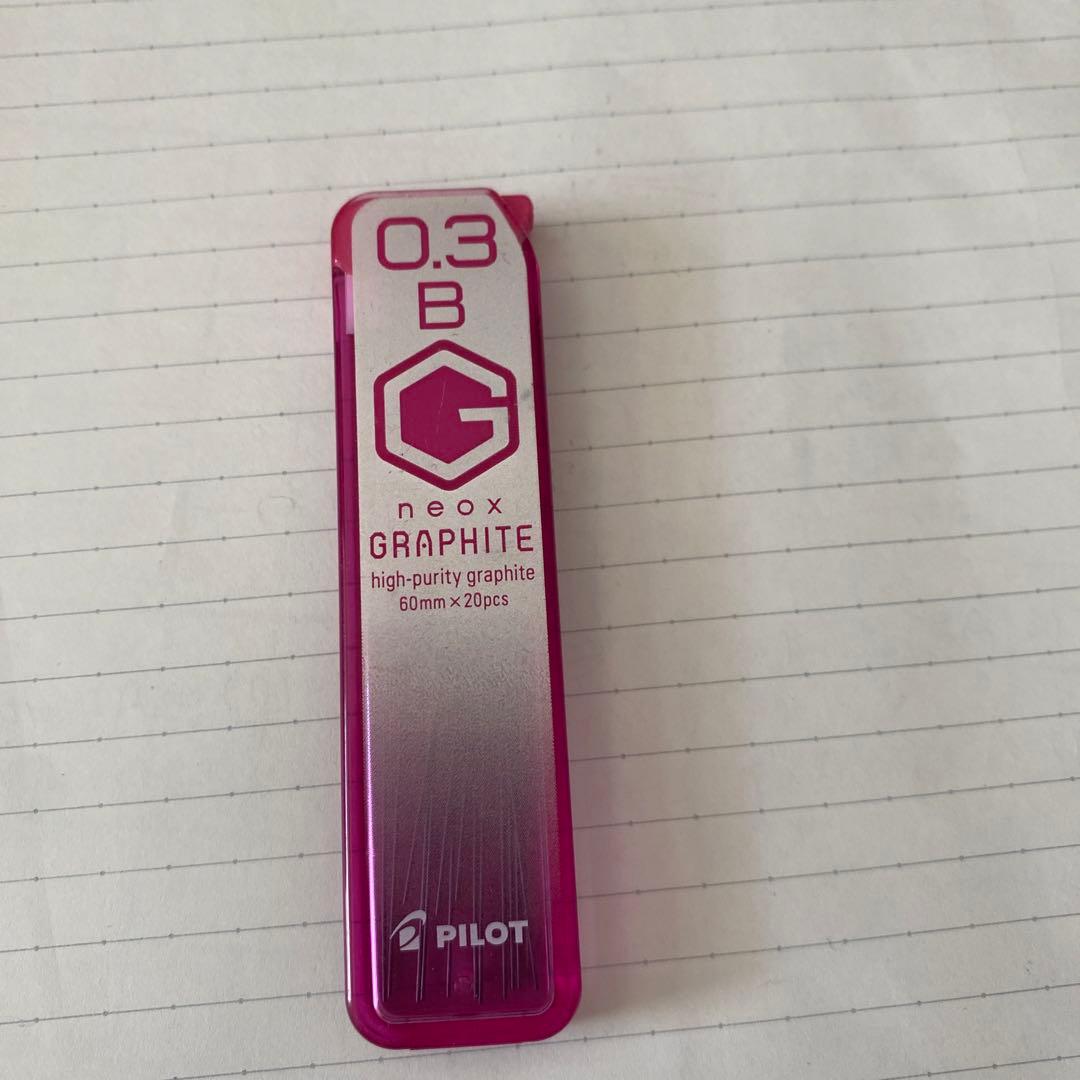 0.3
B
G
neox
GRAPHITE
high-purity graphite
60mm×20pcs
PILOT